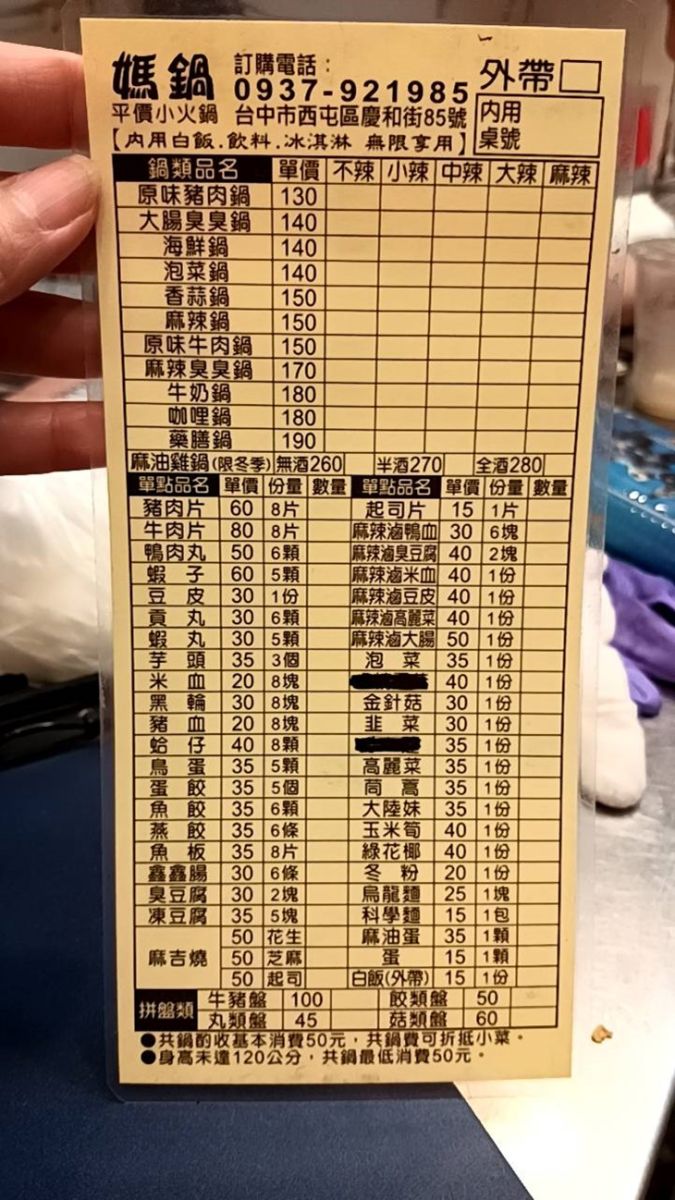 媽鍋 訂購電話：
0937-921985 外帶□
平價小火鍋 台中市西屯區慶和街85號 內用
【內用白飯.飲料.冰淇淋 無限享用】 桌號
鍋類品名 單價 不辣 小辣 中辣 大辣 麻辣
原味豬肉鍋 130
大腸臭臭鍋 140
海鮮鍋 140
泡菜鍋 140
香蒜鍋 150
麻辣鍋 150
原味牛肉鍋 150
麻辣臭臭鍋 170
牛奶鍋 180
咖哩鍋 180
藥膳鍋 190
麻油雞鍋(限冬季) 無酒260 半酒270 全酒280
單點品名 單價 份量 數量 單點品名 單價 份量 數量
豬肉片 60 8片 起司片 15 1片
牛肉片 80 8片 麻辣滷鴨血 30 6塊
鴨肉丸 50 6顆 麻辣滷臭豆腐 40 2塊
蝦子 60 5顆 麻辣滷米血 40 1份
豆皮 30 1份 麻辣滷豆皮 40 1份
貢丸 30 6顆 麻辣滷高麗菜 40 1份
蝦丸 30 5顆 麻辣滷大腸 50 1份
芋頭 35 3個 泡菜 35 1份
米血 20 8塊 40 1份
黑輪 30 8塊 金針菇 30 1份
豬血 20 8塊 韭菜 30 1份
蛤仔 40 8顆 35 1份
鳥蛋 35 5顆 高麗菜 35 1份
蛋餃 35 5個 茼蒿 35 1份
魚餃 35 6顆 大陸妹 35 1份
燕餃 35 6條 玉米筍 40 1份
魚板 35 8片 綠花椰 40 1份
鑫鑫腸 30 6條 冬粉 20 1份
臭豆腐 30 2塊 烏龍麵 25 1塊
凍豆腐 35 5塊 科學麵 15 1包
麻吉燒 50 花生 麻油蛋 35 1顆
50 芝麻 蛋 15 1顆
50 起司 白飯(外帶) 15 1份
拼盤類 牛豬盤 100 餃類盤 50
丸類盤 45 菇類盤 60
●共鍋酌收基本消費50元，共鍋費可折抵小菜。
●身高未達120公分，共鍋最低消費50元。